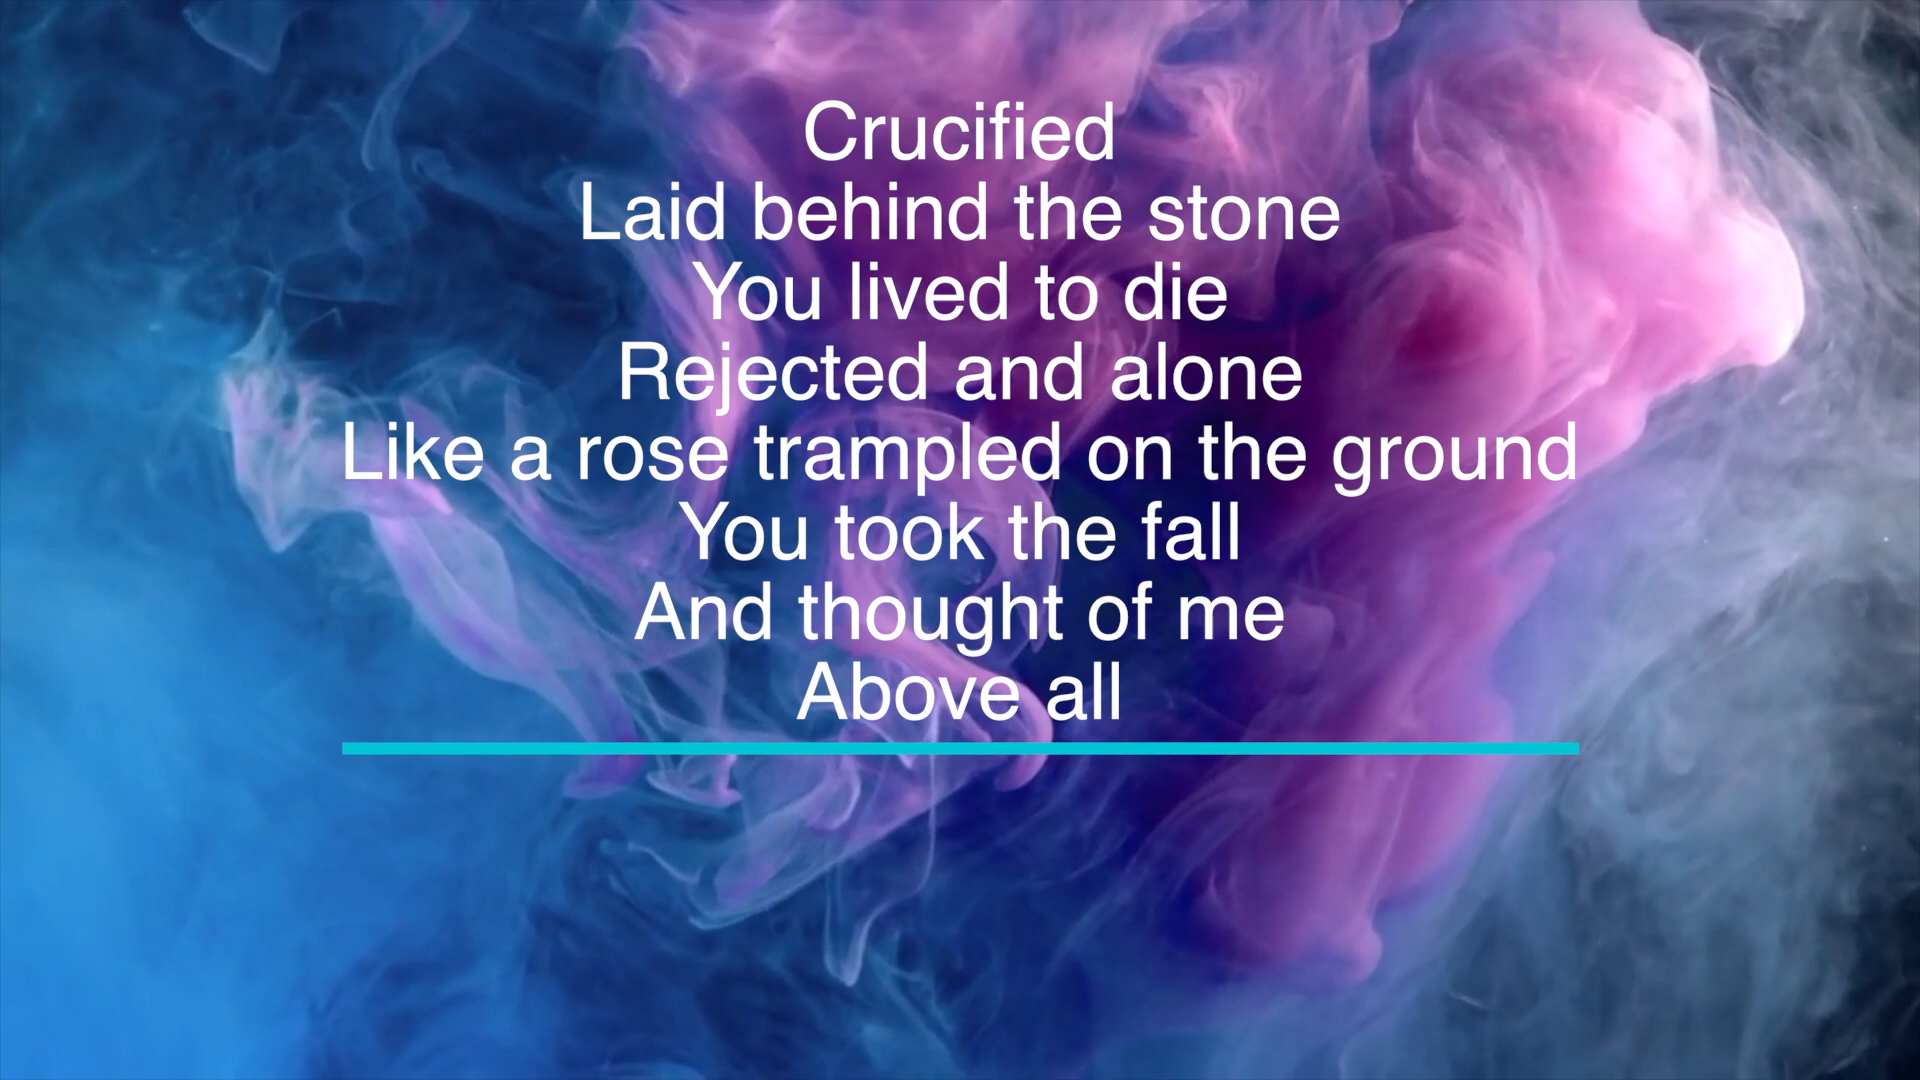 Crucified
Laid behind the stone
You lived to die
Rejected and alone
Like a rose trampled on the ground
You took the fall
And thought of me
Above all